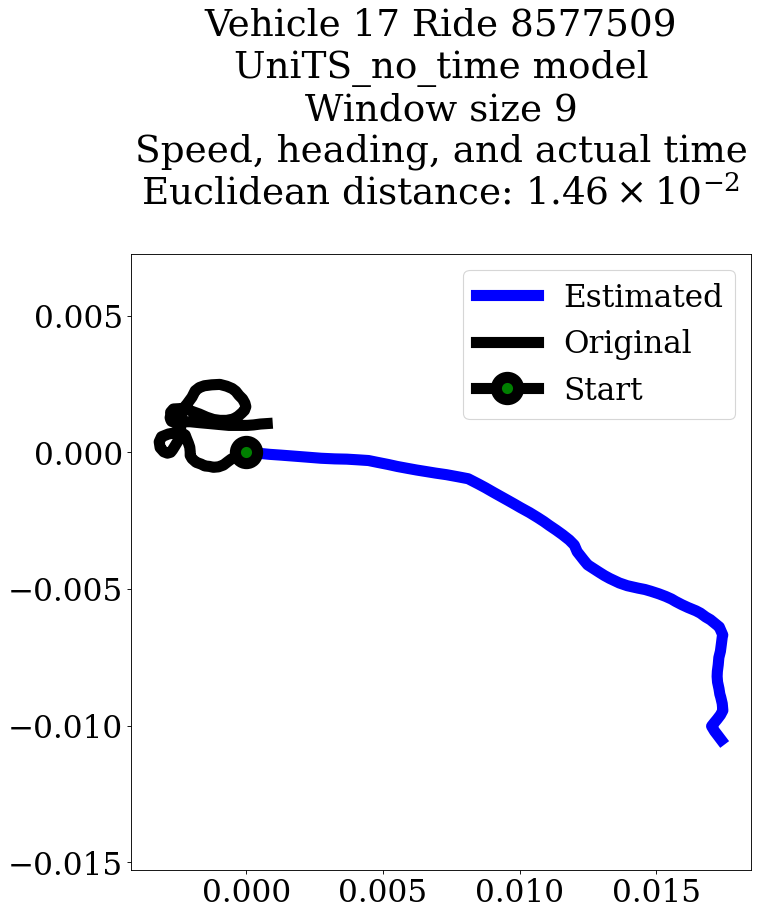 Vehicle 17 Ride 8577509
UniTS_no_time model
Window size 9
Speed, heading, and actual time
Euclidean distance: 1.46 × 10⁻²
Estimated
Original
Start
0.005
0.000
−0.005
−0.010
−0.015
0.000 0.005 0.010 0.015